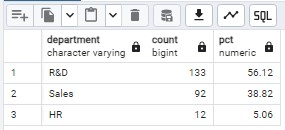 SQL
department count pct
character varying bigint numeric
1 R&D 133 56.12
2 Sales 92 38.82
3 HR 12 5.06